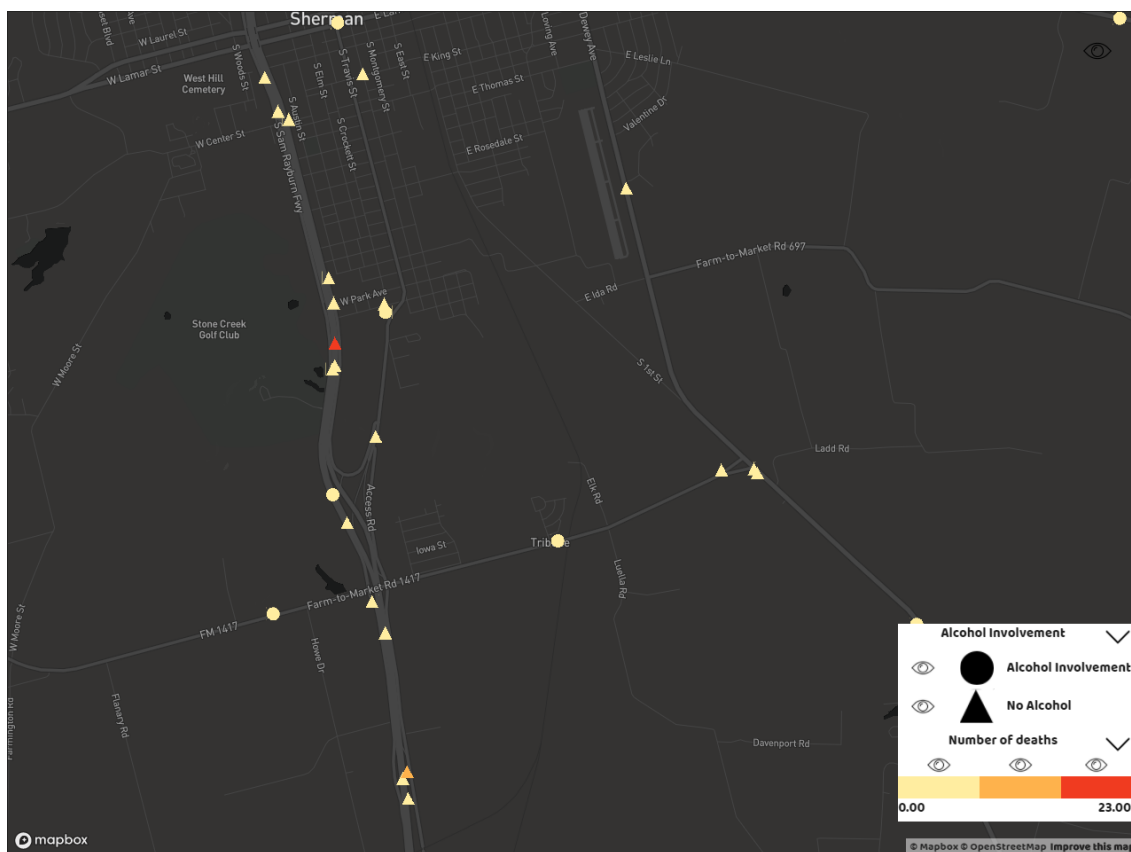 Sherman
E La
nset Blvd
Ave
W Laurel St
W Lamar St
West Hill
Cemetery
S Woods St
S Elm St
S Travis St
S Montgomery St
S East St
E King St
E Thomas St
E Rosedale St
Loving Ave
Dewey Ave
E Leslie Ln
Valentine Dr
W Center St
S Austin St
S Sam Rayburn Fwy
S Crockett St
Farm-to-Market Rd 697
E Ida Rd
W Park Ave
Stone Creek
Golf Club
W Moore St
S 1st St
Ladd Rd
Elk Rd
Access Rd
Iowa St
Farm-to-Market Rd 1417
FM 1417
W Moore St
Luella Rd
Howe Dr
Flanary Rd
Farmington Rd
Davenport Rd
Alcohol Involvement
Alcohol Involvement
No Alcohol
Number of deaths
0.00
23.00
mapbox
© Mapbox © OpenStreetMap Improve this map